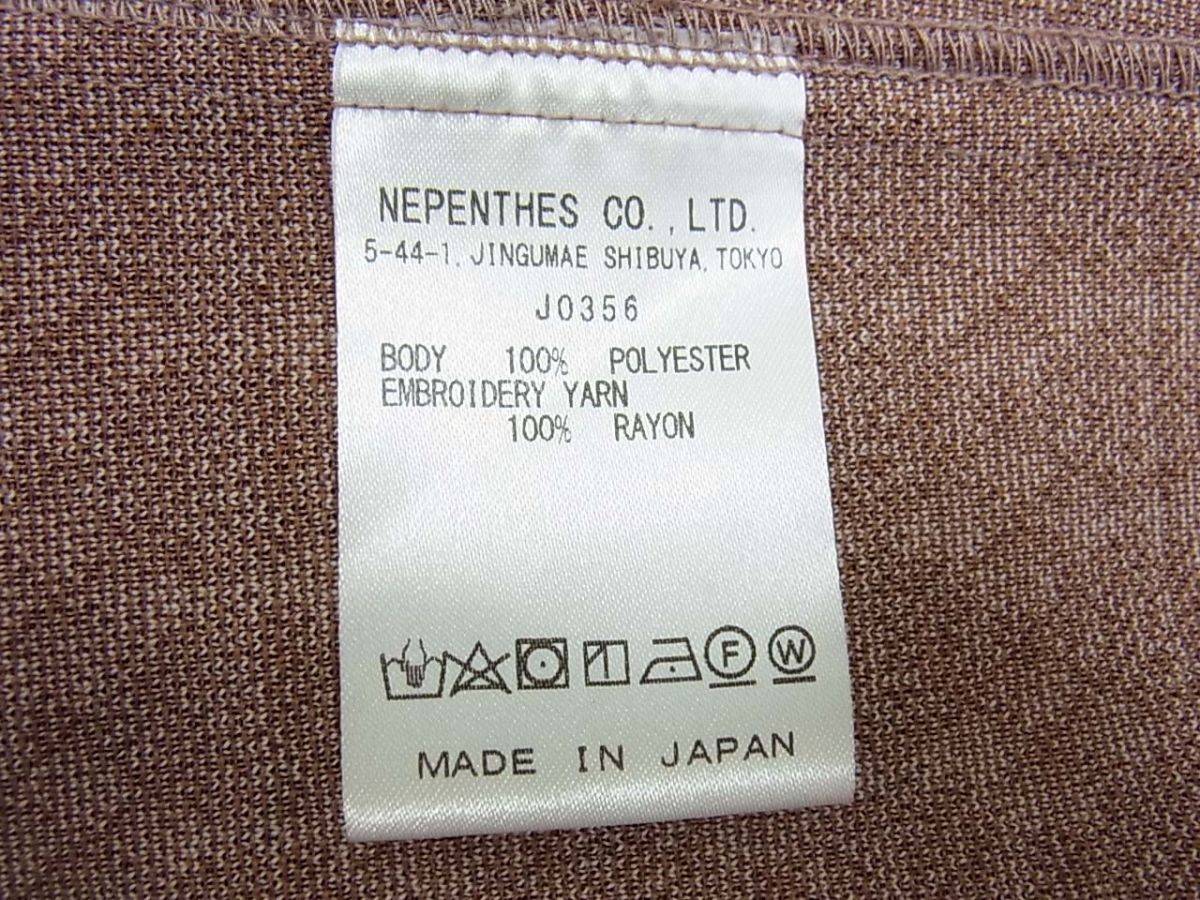 NEPENTHES CO.,LTD.
5-44-1,JINGUMAE SHIBUYA,TOKYO
J0356
BODY 100% POLYESTER
EMBROIDERY YARN
100% RAYON
F W
MADE IN JAPAN